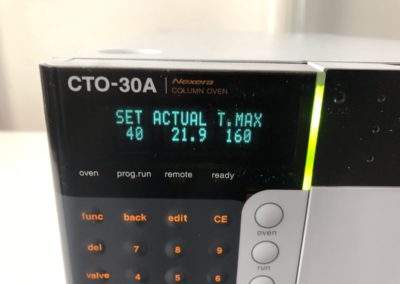 CTO-30A Nexera
COLUMN OVEN
SET ACTUAL T.MAX
40 21.9 160
oven prog.run remote ready
func back edit CE
oven
del 7 8 9
run
valve 4 5 6